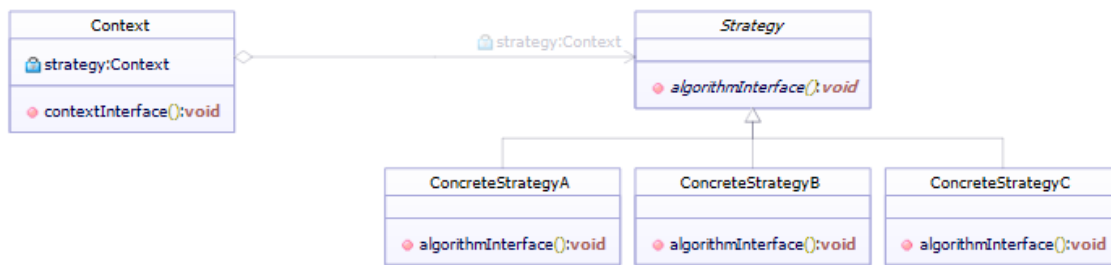 Context
strategy:Context
contextInterface():void
strategy:Context
Strategy
algorithmInterface():void
ConcreteStrategyA
algorithmInterface():void
ConcreteStrategyB
algorithmInterface():void
ConcreteStrategyC
algorithmInterface():void